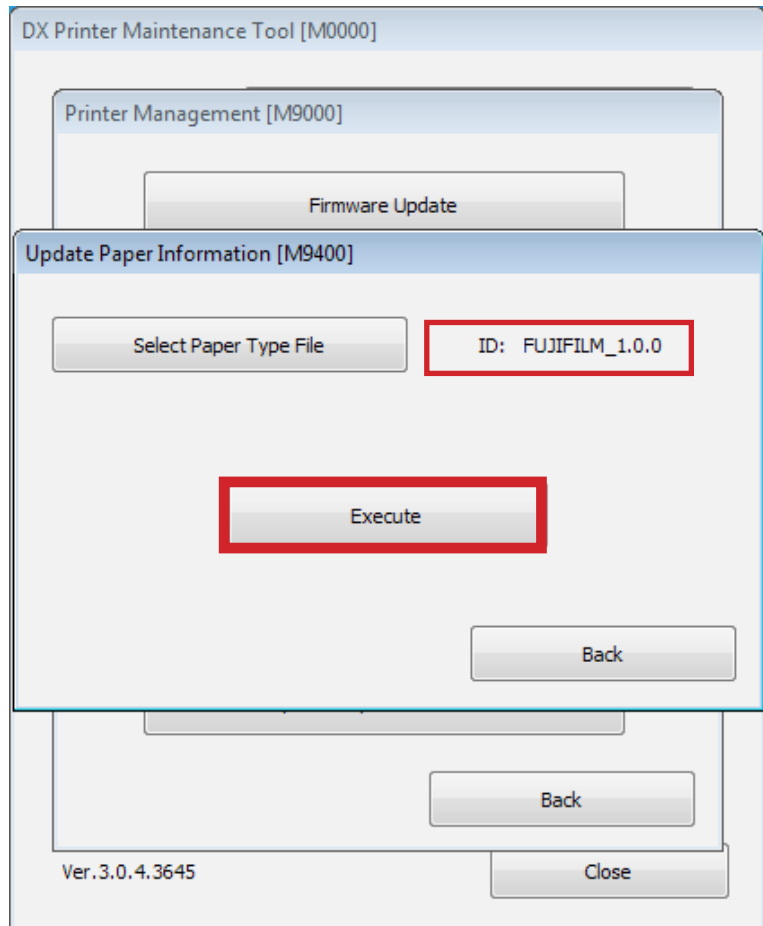 DX Printer Maintenance Tool [M0000]
Printer Management [M9000]
Firmware Update
Update Paper Information [M9400]
Select Paper Type File
ID: FUJIFILM_1.0.0
Execute
Back
Back
Ver.3.0.4.3645
Close